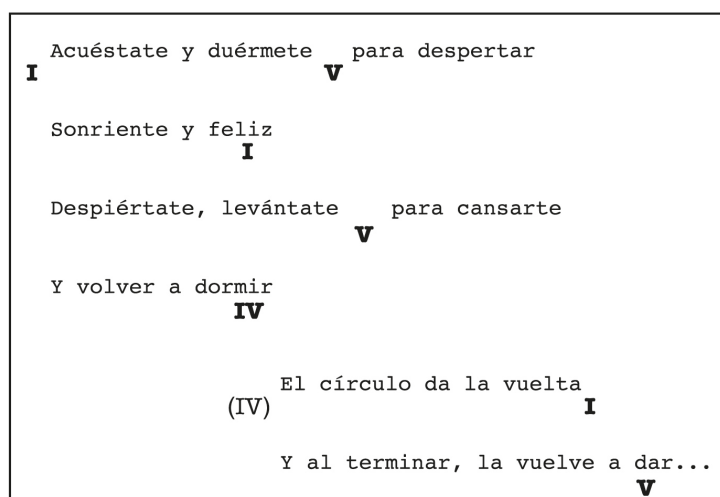 Acuéstate y duérmete para despertar
I V
Sonriente y feliz
I
Despiértate, levántate para cansarte
V
Y volver a dormir
IV
El círculo da la vuelta
(IV) I
Y al terminar, la vuelve a dar...
V